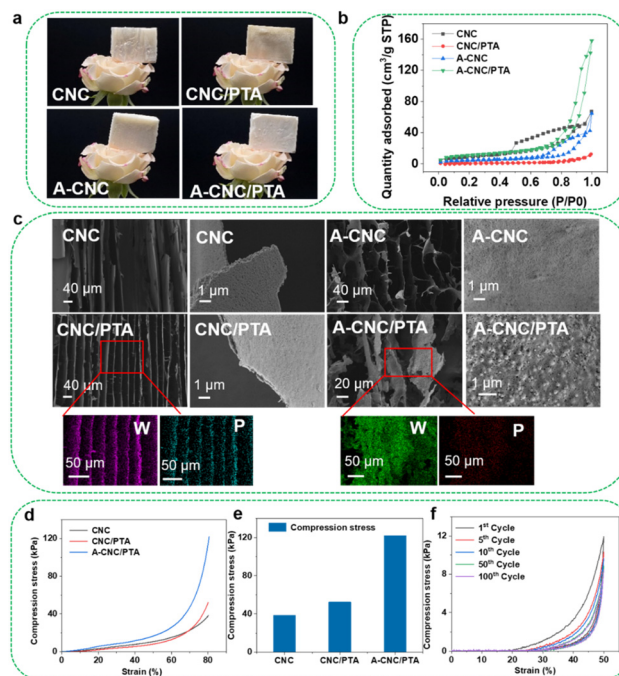 a
CNC
CNC/PTA
A-CNC
A-CNC/PTA
b
Quantity adsorbed (cm³/g STP)
160
120
80
40
0
CNC
CNC/PTA
A-CNC
A-CNC/PTA
0.0 0.2 0.4 0.6 0.8 1.0
Relative pressure (P/P0)
c
CNC
40 µm
CNC
1 µm
A-CNC
40 µm
A-CNC
1 µm
CNC/PTA
40 µm
CNC/PTA
1 µm
A-CNC/PTA
20 µm
A-CNC/PTA
1 µm
W
50 µm
P
50 µm
W
50 µm
P
50 µm
d
Compression stress (kPa)
120
80
40
0
CNC
CNC/PTA
A-CNC/PTA
0 20 40 60 80
Strain (%)
e
Compression stress (kPa)
120
90
60
30
0
Compression stress
CNC CNC/PTA A-CNC/PTA
f
Compression stress (kPa)
12
8
4
0
1st Cycle
5th Cycle
10th Cycle
50th Cycle
100th Cycle
0 10 20 30 40 50
Strain (%)